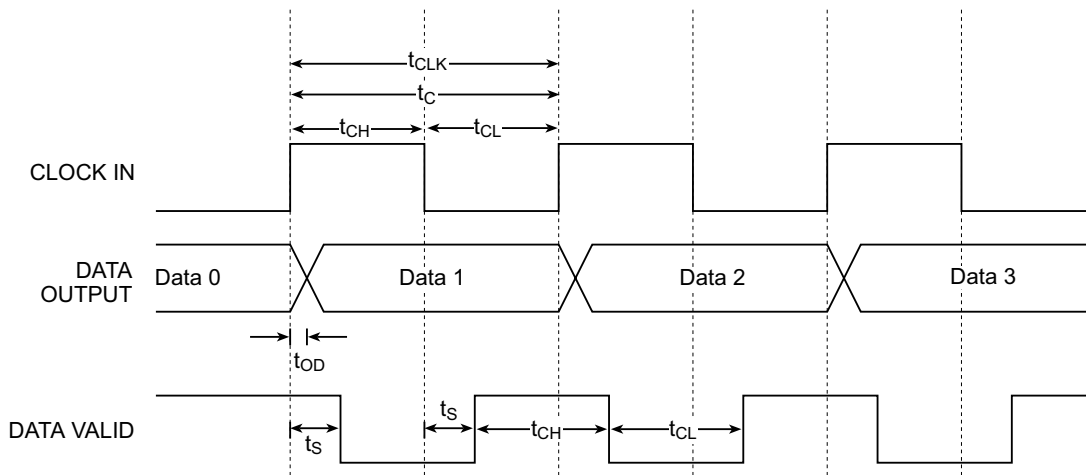 tCLK
tC
tCH tCL
CLOCK IN
DATA OUTPUT
Data 0 Data 1 Data 2 Data 3
tOD
DATA VALID
tS tS tCH tCL